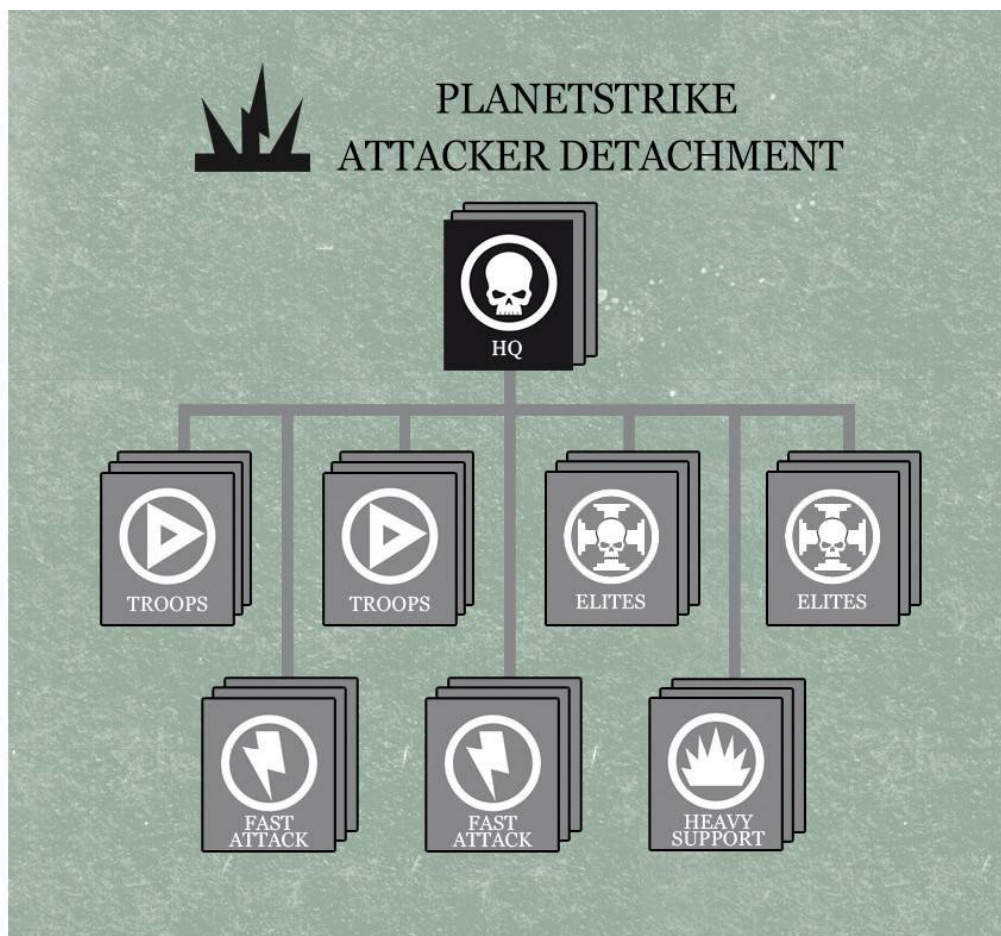 PLANETSTRIKE
ATTACKER DETACHMENT
HQ
TROOPS
TROOPS
ELITES
ELITES
FAST
ATTACK
FAST
ATTACK
HEAVY
SUPPORT